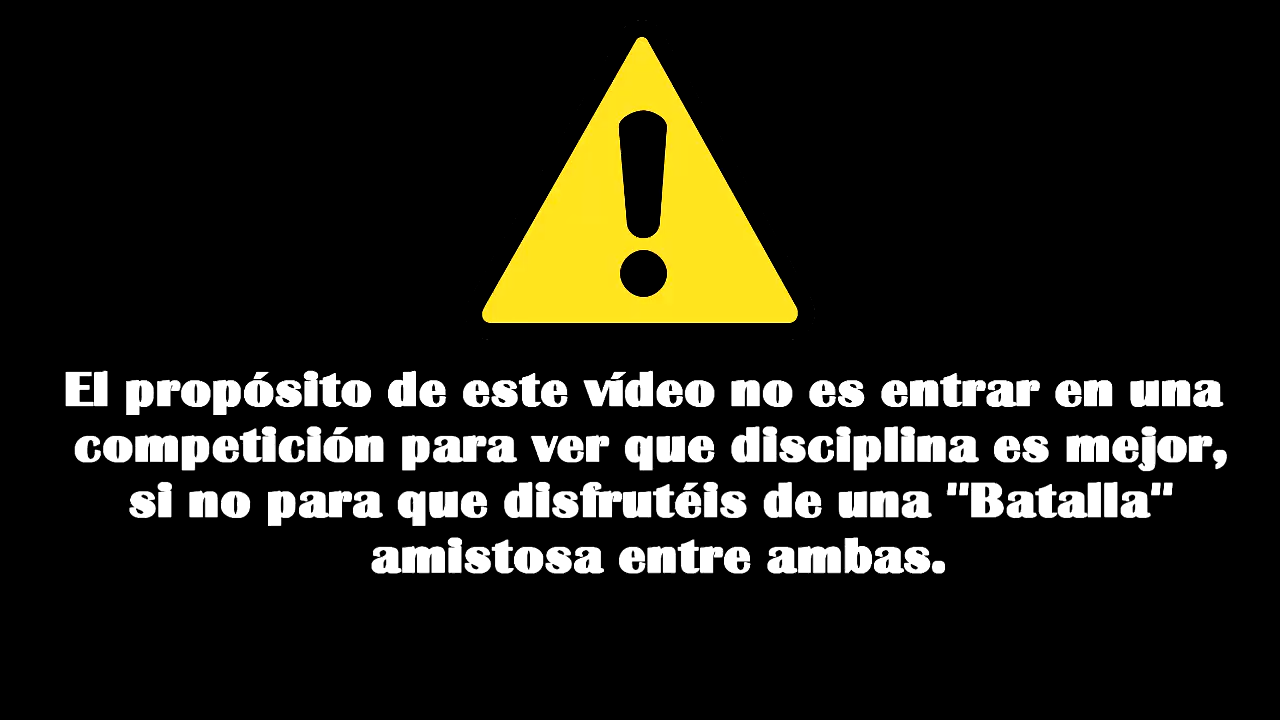 El propósito de este vídeo no es entrar en una
competición para ver que disciplina es mejor,
si no para que disfrutéis de una "Batalla"
amistosa entre ambas.